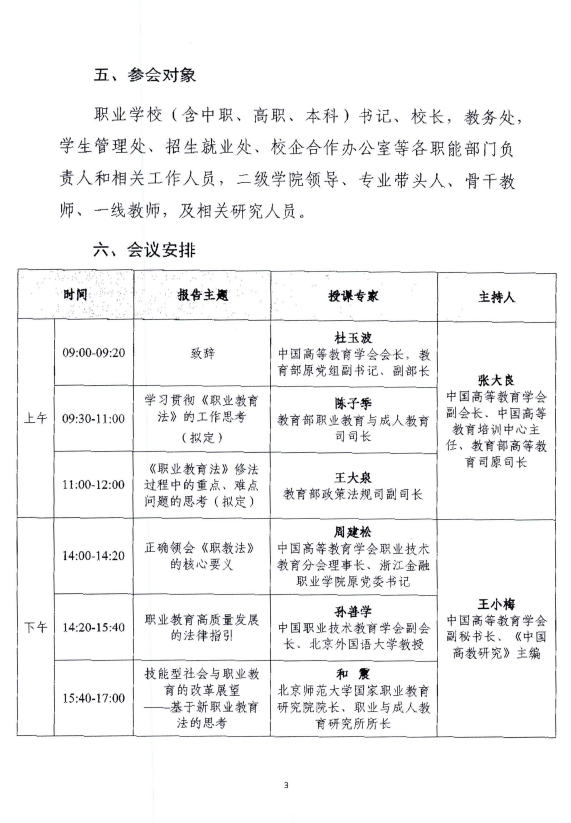 五、参会对象
职业学校（含中职、高职、本科）书记、校长，教务处，
学生管理处、招生就业处、校企合作办公室等各职能部门负
责人和相关工作人员，二级学院领导、专业带头人、骨干教
师、一线教师，及相关研究人员。
六、会议安排
时间 报告主题 授课专家 主持人
上午
09:00-09:20
致辞
杜玉波
中国高等教育学会会长，教
育部原党组副书记、副部长
09:30-11:00
学习贯彻《职业教育
法》的工作思考
（拟定）
陈子季
教育部职业教育与成人教育
司司长
11:00-12:00
《职业教育法》修法
过程中的重点、难点
问题的思考（拟定）
王大泉
教育部政策法规司副司长
张大良
中国高等教育学会
副会长、中国高等
教育培训中心主
任、教育部高等教
育司原司长
下午
14:00-14:20
正确领会《职教法》
的核心要义
周建松
中国高等教育学会职业技术
教育分会理事长、浙江金融
职业学院原党委书记
14:20-15:40
职业教育高质量发展
的法律指引
孙善学
中国职业技术教育学会副会
长、北京外国语大学教授
15:40-17:00
技能型社会与职业教
育的改革展望
——基于新职业教育
法的思考
和 震
北京师范大学国家职业教育
研究院院长、职业与成人教
育研究所所长
王小梅
中国高等教育学会
副秘书长、《中国
高教研究》主编
3